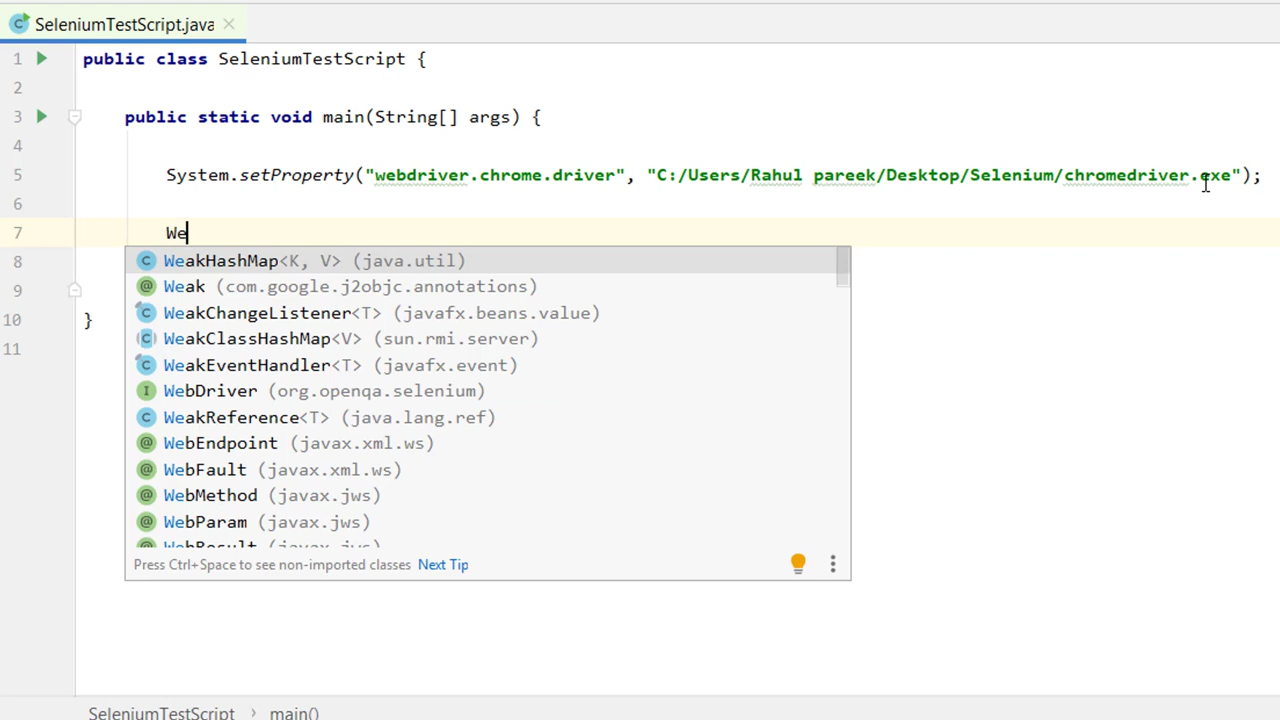 SeleniumTestScript.java
1 public class SeleniumTestScript {
2
3 public static void main(String[] args) {
4
5 System.setProperty("webdriver.chrome.driver", "C:/Users/Rahul pareek/Desktop/Selenium/chromedriver.exe");
6
7 We
8 WeakHashMap<K, V> (java.util)
9 Weak (com.google.j2objc.annotations)
WeakChangeListener<T> (javafx.beans.value)
10 } WeakClassHashMap<V> (sun.rmi.server)
11
WeakEventHandler<T> (javafx.event)
WebDriver (org.openqa.selenium)
WeakReference<T> (java.lang.ref)
WebEndpoint (javax.xml.ws)
WebFault (javax.xml.ws)
WebMethod (javax.jws)
WebParam (javax.jws)
WebResult (javax.jws)
Press Ctrl+Space to see non-imported classes Next Tip
SeleniumTestScript > main()